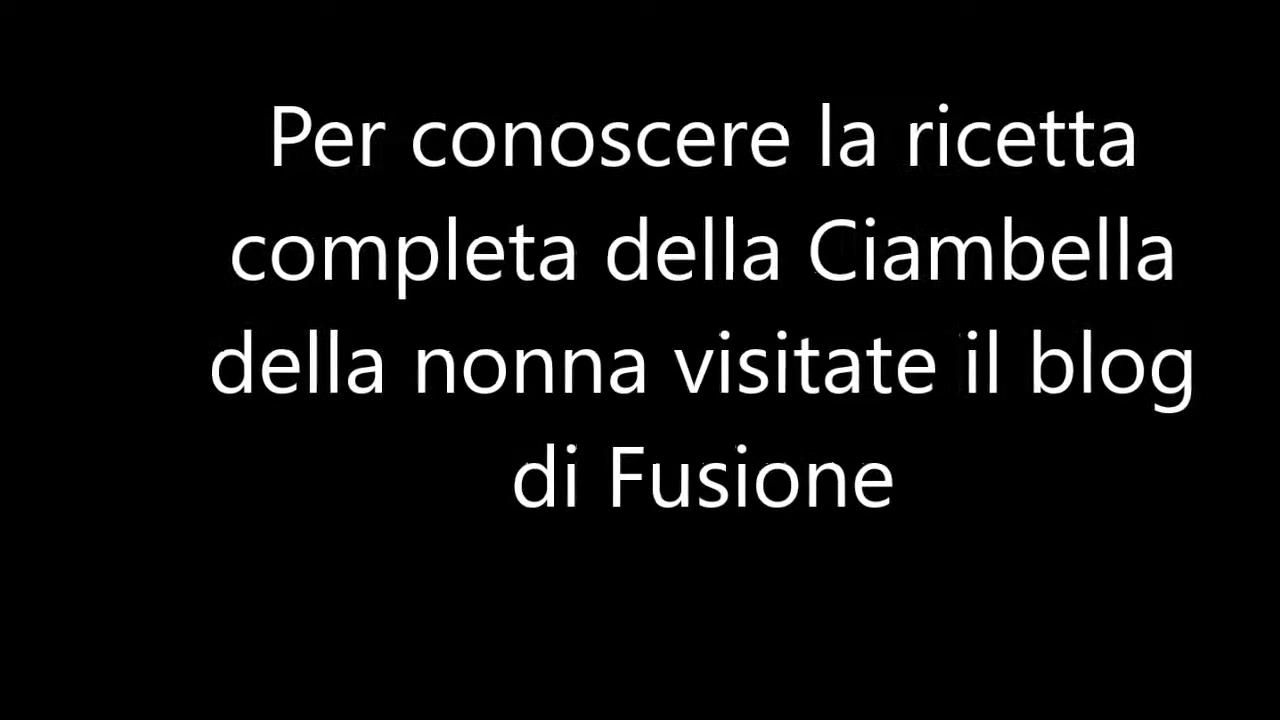 Per conoscere la ricetta
completa della Ciambella
della nonna visitate il blog
di Fusione